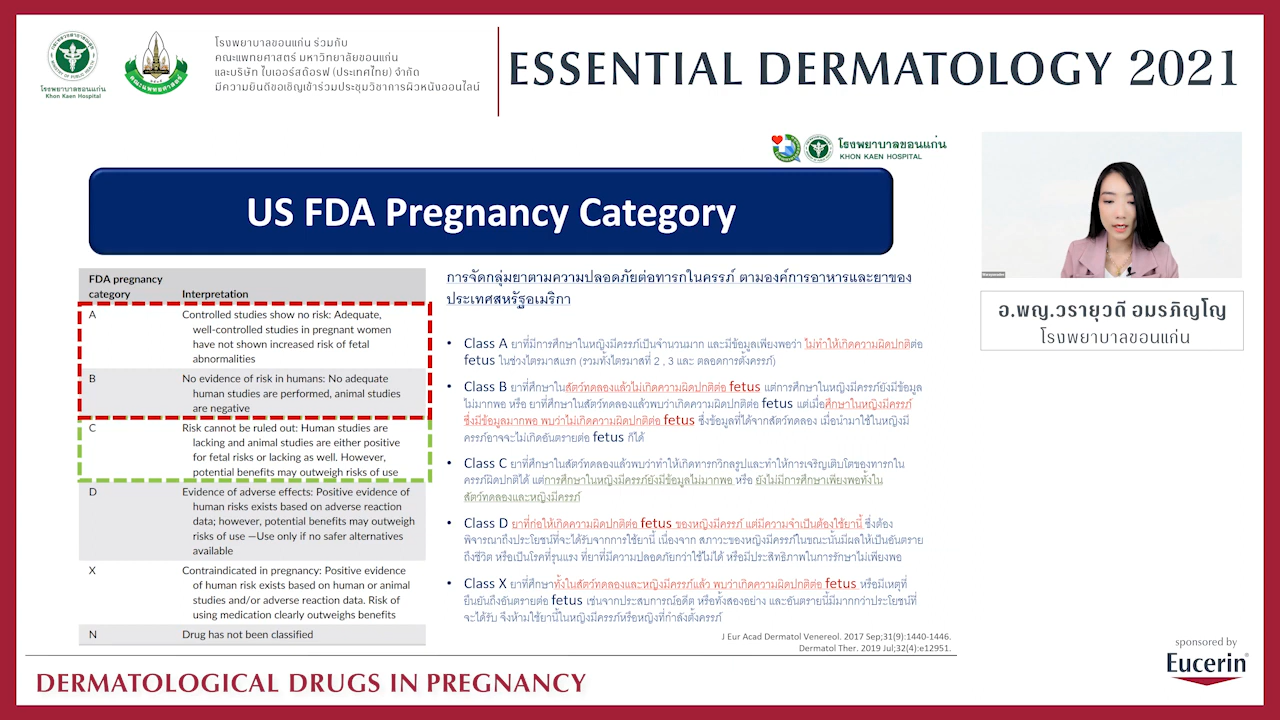 โรงพยาบาลขอนแก่น
Khon Kaen Hospital
โรงพยาบาลขอนแก่น ร่วมกับ
คณะแพทยศาสตร์ มหาวิทยาลัยขอนแก่น
และบริษัท ไบเออร์สด๊อรฟ (ประเทศไทย) จำกัด
มีความยินดีขอเชิญเข้าร่วมประชุมวิชาการผิวหนังออนไลน์
ESSENTIAL DERMATOLOGY 2021
โรงพยาบาลขอนแก่น
KHON KAEN HOSPITAL
US FDA Pregnancy Category
FDA pregnancy category Interpretation
A Controlled studies show no risk: Adequate,
well-controlled studies in pregnant women
have not shown increased risk of fetal
abnormalities
B No evidence of risk in humans: No adequate
human studies are performed, animal studies
are negative
C Risk cannot be ruled out: Human studies are
lacking and animal studies are either positive
for fetal risks or lacking as well. However,
potential benefits may outweigh risks of use
D Evidence of adverse effects: Positive evidence of
human risks exists based on adverse reaction
data; however, potential benefits may outweigh
risks of use —Use only if no safer alternatives
available
X Contraindicated in pregnancy: Positive evidence
of human risk exists based on human or animal
studies and/or adverse reaction data. Risk of
using medication clearly outweighs benefits
N Drug has not been classified
การจัดกลุ่มยาตามความปลอดภัยต่อทารกในครรภ์ ตามองค์การอาหารและยาของ
ประเทศสหรัฐอเมริกา
• Class A ยาที่มีการศึกษาในหญิงมีครรภ์เป็นจำนวนมาก และมีข้อมูลเพียงพอว่า ไม่ทำให้เกิดความผิดปกติต่อ
fetus ในช่วงไตรมาสแรก (รวมทั้งไตรมาสที่ 2 , 3 และ ตลอดการตั้งครรภ์)
• Class B ยาที่ศึกษาในสัตว์ทดลองแล้วไม่เกิดความผิดปกติต่อ fetus แต่การศึกษาในหญิงมีครรภ์ยังมีข้อมูล
ไม่มากพอ หรือ ยาที่ศึกษาในสัตว์ทดลองแล้วพบว่าเกิดความผิดปกติต่อ fetus แต่เมื่อศึกษาในหญิงมีครรภ์
ซึ่งมีข้อมูลมากพอ พบว่าไม่เกิดความผิดปกติต่อ fetus ซึ่งข้อมูลที่ได้จากสัตว์ทดลอง เมื่อนำมาใช้ในหญิงมี
ครรภ์อาจจะไม่เกิดอันตรายต่อ fetus ก็ได้
• Class C ยาที่ศึกษาในสัตว์ทดลองแล้วพบว่าทำให้เกิดทารกวิกลรูปและทำให้การเจริญเติบโตของทารกใน
ครรภ์ผิดปกติได้ แต่การศึกษาในหญิงมีครรภ์ยังมีข้อมูลไม่มากพอ หรือ ยังไม่มีการศึกษาเพียงพอทั้งใน
สัตว์ทดลองและหญิงมีครรภ์
• Class D ยาที่ก่อให้เกิดความผิดปกติต่อ fetus ของหญิงมีครรภ์ แต่มีความจำเป็นต้องใช้ยานี้ ซึ่งต้อง
พิจารณาถึงประโยชน์ที่จะได้รับจากการใช้ยานี้ เนื่องจาก สภาวะของหญิงมีครรภ์ในขณะนั้นมีผลให้เป็นอันตราย
ถึงชีวิต หรือเป็นโรคที่รุนแรง ที่ยาที่มีความปลอดภัยกว่าใช้ไม่ได้ หรือมีประสิทธิภาพในการรักษาไม่เพียงพอ
• Class X ยาที่ศึกษาทั้งในสัตว์ทดลองและหญิงมีครรภ์แล้ว พบว่าเกิดความผิดปกติต่อ fetus หรือมีเหตุที่
ยืนยันถึงอันตรายต่อ fetus เช่นจากประสบการณ์อดีต หรือทั้งสองอย่าง และอันตรายนี้มีมากกว่าประโยชน์ที่
จะได้รับ จึงห้ามใช้ยานี้ในหญิงมีครรภ์หรือหญิงที่กำลังตั้งครรภ์
J Eur Acad Dermatol Venereol. 2017 Sep;31(9):1440-1446.
Dermatol Ther. 2019 Jul;32(4):e12951.
อ.พญ.วรายุวดี อมรภิญโญ
โรงพยาบาลขอนแก่น
sponsored by
Eucerin®
DERMATOLOGICAL DRUGS IN PREGNANCY